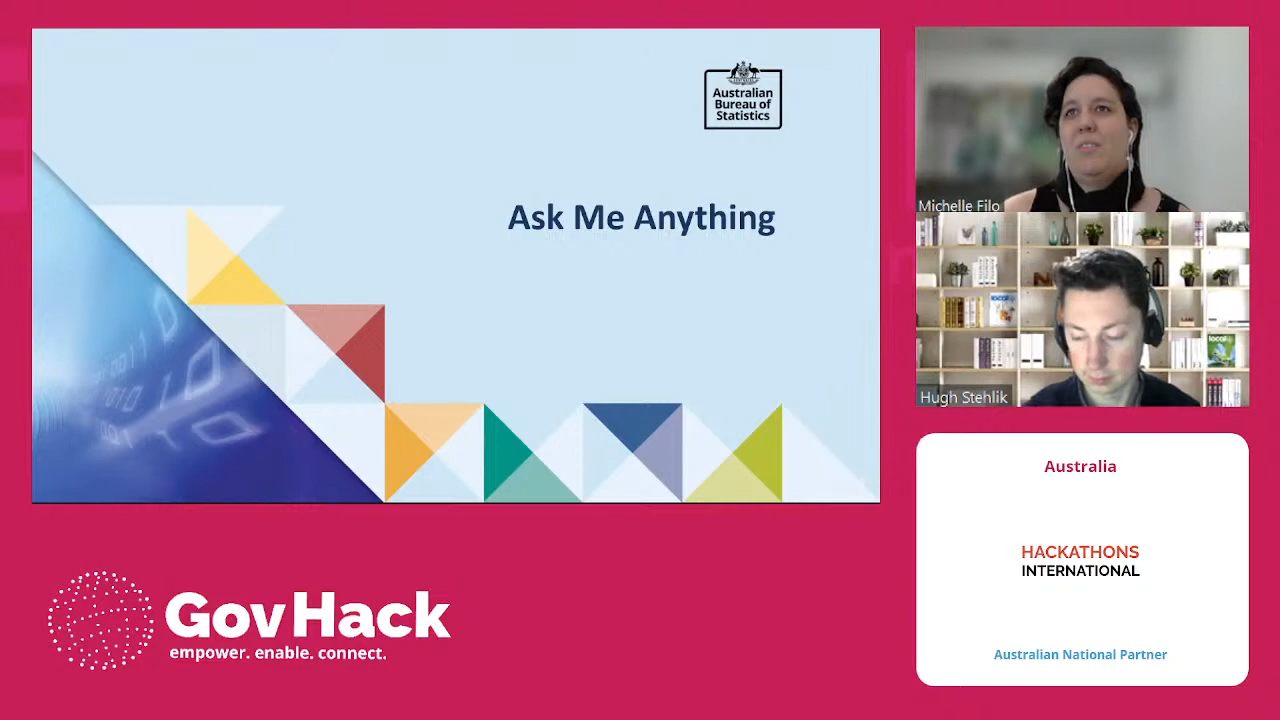 Australian
Bureau of
Statistics
Ask Me Anything
Michelle Filo
Hugh Stehlik
Australia
HACKATHONS
INTERNATIONAL
Australian National Partner
GovHack
empower. enable. connect.